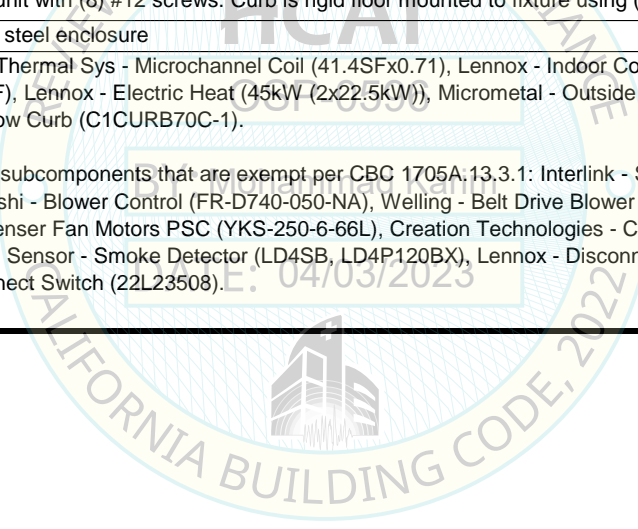 unit with (8) #12 screws. Curb is rigid floor mounted to fixture using (
HCAI
steel enclosure
Thermal Sys - Microchannel Coil (41.4SFx0.71), Lennox - Indoor Co
F), Lennox - Electric Heat (45kW (2x22.5kW)), Micrometal - Outside
OSP-0596
ow Curb (C1CURB70C-1).
subcomponents that are exempt per CBC 1705A.13.3.1: Interlink - S
BY: Mohammad Karim
shi - Blower Control (FR-D740-050-NA), Welling - Belt Drive Blower
enser Fan Motors PSC (YKS-250-6-66L), Creation Technologies - C
Sensor - Smoke Detector (LD4SB, LD4P120BX), Lennox - Disconn
DATE: 04/03/2023
nect Switch (22L23508).
CALIFORNIA BUILDING CODE, 2022